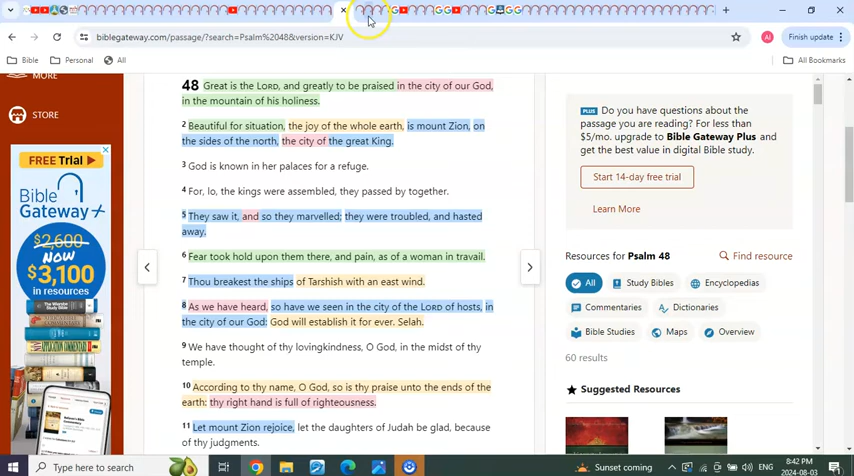 Finish update
biblegateway.com/passage/?search=Psalm%2048&version=KJV
AI
Bible
Personal
All
All Bookmarks
MORE
STORE
FREE Trial
Bible
Gateway+
$2,600
NOW
$3,100
in resources
48 Great is the LORD, and greatly to be praised in the city of our God,
in the mountain of his holiness.
2 Beautiful for situation, the joy of the whole earth, is mount Zion, on
the sides of the north, the city of the great King.
3 God is known in her palaces for a refuge.
4 For, lo, the kings were assembled, they passed by together.
5 They saw it, and so they marvelled; they were troubled, and hasted
away.
6 Fear took hold upon them there, and pain, as of a woman in travail.
7 Thou breakest the ships of Tarshish with an east wind.
8 As we have heard, so have we seen in the city of the LORD of hosts, in
the city of our God: God will establish it for ever. Selah.
9 We have thought of thy lovingkindness, O God, in the midst of thy
temple.
10 According to thy name, O God, so is thy praise unto the ends of the
earth: thy right hand is full of righteousness.
11 Let mount Zion rejoice, let the daughters of Judah be glad, because
of thy judgments.
PLUS Do you have questions about the
passage you are reading? For less than
$5/mo. upgrade to Bible Gateway Plus and
get the best value in digital Bible study.
Start 14-day free trial
Learn More
Resources for Psalm 48
Find resource
All
Study Bibles
Encyclopedias
Commentaries
Dictionaries
Bible Studies
Maps
Overview
60 results
Suggested Resources
Type here to search
Sunset coming
ENG
8:42 PM
2024-08-03